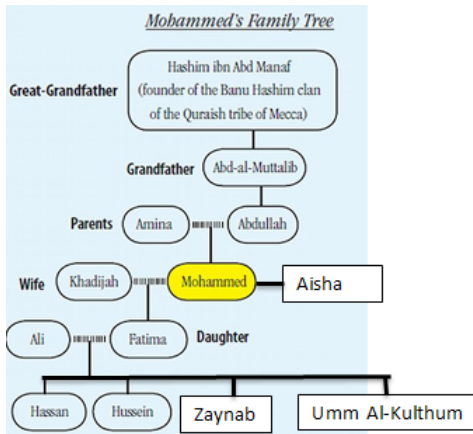 Mohammed's Family Tree
Great-Grandfather
Hashim ibn Abd Manaf
(founder of the Banu Hashim clan
of the Quraish tribe of Mecca)
Grandfather
Abd-al-Muttalib
Parents
Amina
Abdullah
Wife
Khadijah
Mohammed
Aisha
Ali
Fatima
Daughter
Hassan
Hussein
Zaynab
Umm Al-Kulthum